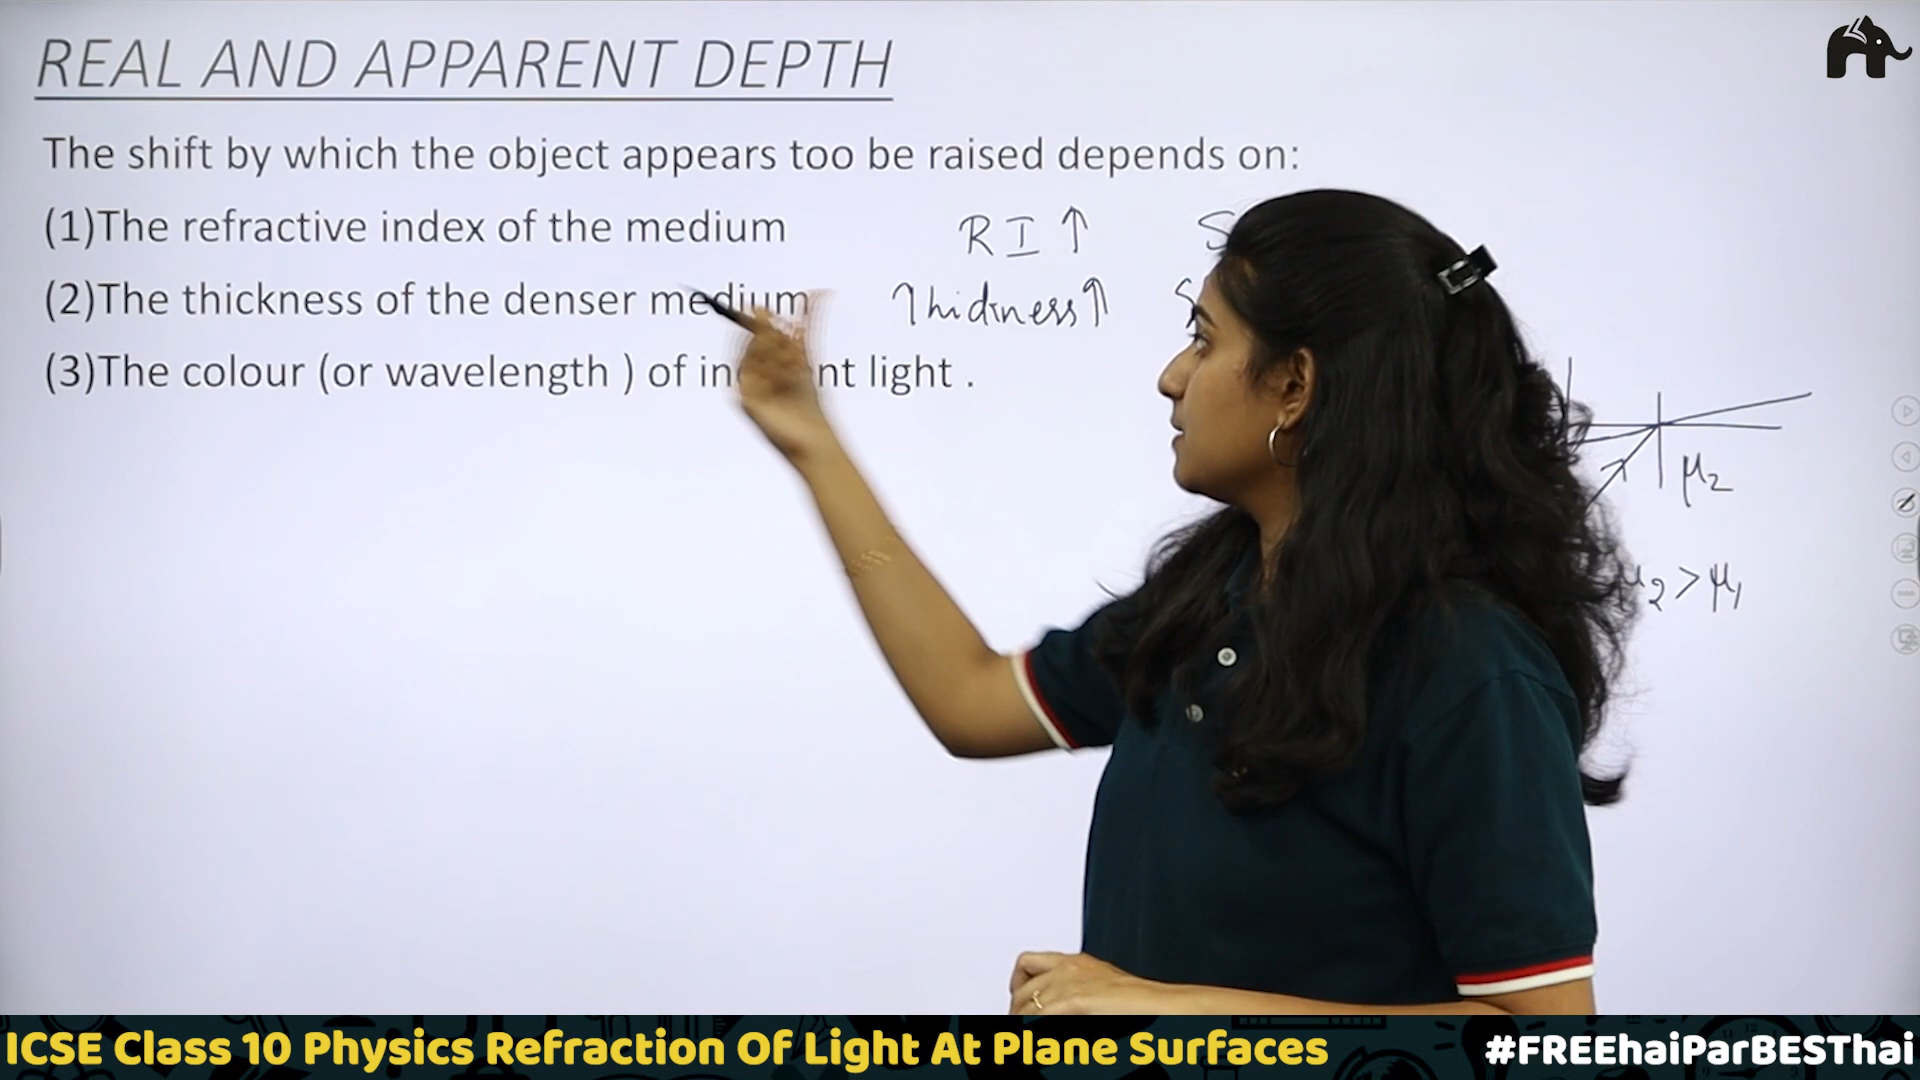 REAL AND APPARENT DEPTH
The shift by which the object appears too be raised depends on:
(1)The refractive index of the medium RI↑ S
(2)The thickness of the denser medium Thickness↑ S
(3)The colour (or wavelength ) of incident light .
μ2
μ2 > μ1
ICSE Class 10 Physics Refraction Of Light At Plane Surfaces
#FREEhaiParBESThai